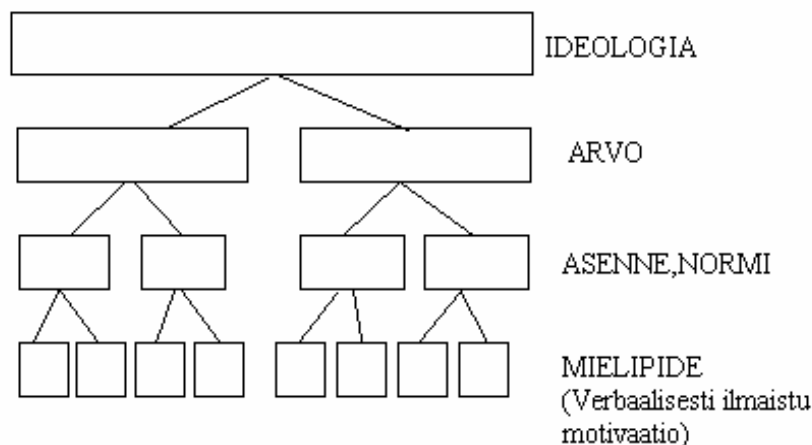 IDEOLOGIA
ARVO
ASENNE,NORMI
MIELIPIDE
(Verbaalisesti ilmaistu
motivaatio)